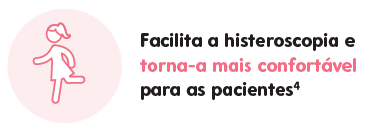 Facilita a histeroscopia e
torna-a mais confortável
para as pacientes⁴